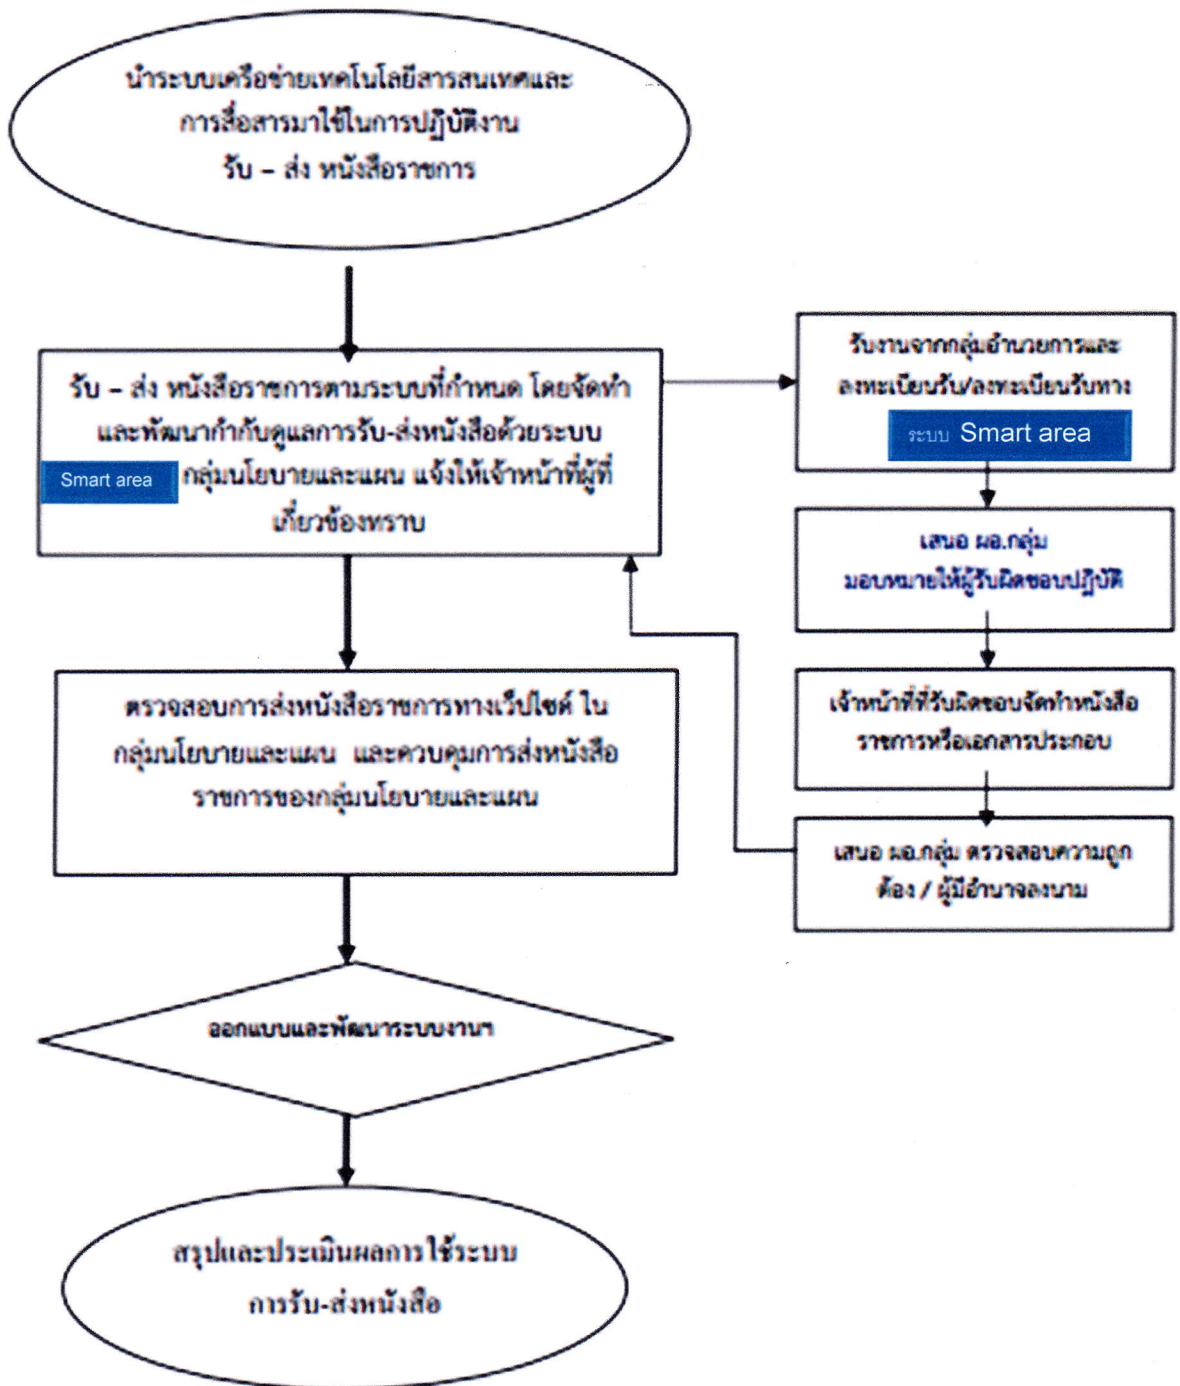 นำระบบเครือข่ายเทคโนโลยีสารสนเทศและ
การสื่อสารมาใช้ในการปฏิบัติงาน
รับ – ส่ง หนังสือราชการ
รับ – ส่ง หนังสือราชการตามระบบที่กำหนด โดยจัดทำ
และพัฒนากำกับดูแลการรับ-ส่งหนังสือด้วยระบบ
Smart area กลุ่มนโยบายและแผน แจ้งให้เจ้าหน้าที่ผู้ที่
เกี่ยวข้องทราบ
รับงานจากกลุ่มอำนวยการและ
ลงทะเบียนรับ/ลงทะเบียนรับทาง
ระบบ Smart area
เสนอ ผอ.กลุ่ม
มอบหมายให้ผู้รับผิดชอบปฏิบัติ
เจ้าหน้าที่ที่รับผิดชอบจัดทำหนังสือ
ราชการหรือเอกสารประกอบ
เสนอ ผอ.กลุ่ม ตรวจสอบความถูก
ต้อง / ผู้มีอำนาจลงนาม
ตรวจสอบการส่งหนังสือราชการทางเว็ปไซด์ ใน
กลุ่มนโยบายและแผน และควบคุมการส่งหนังสือ
ราชการของกลุ่มนโยบายและแผน
ออกแบบและพัฒนาระบบงานฯ
สรุปและประเมินผลการใช้ระบบ
การรับ-ส่งหนังสือ